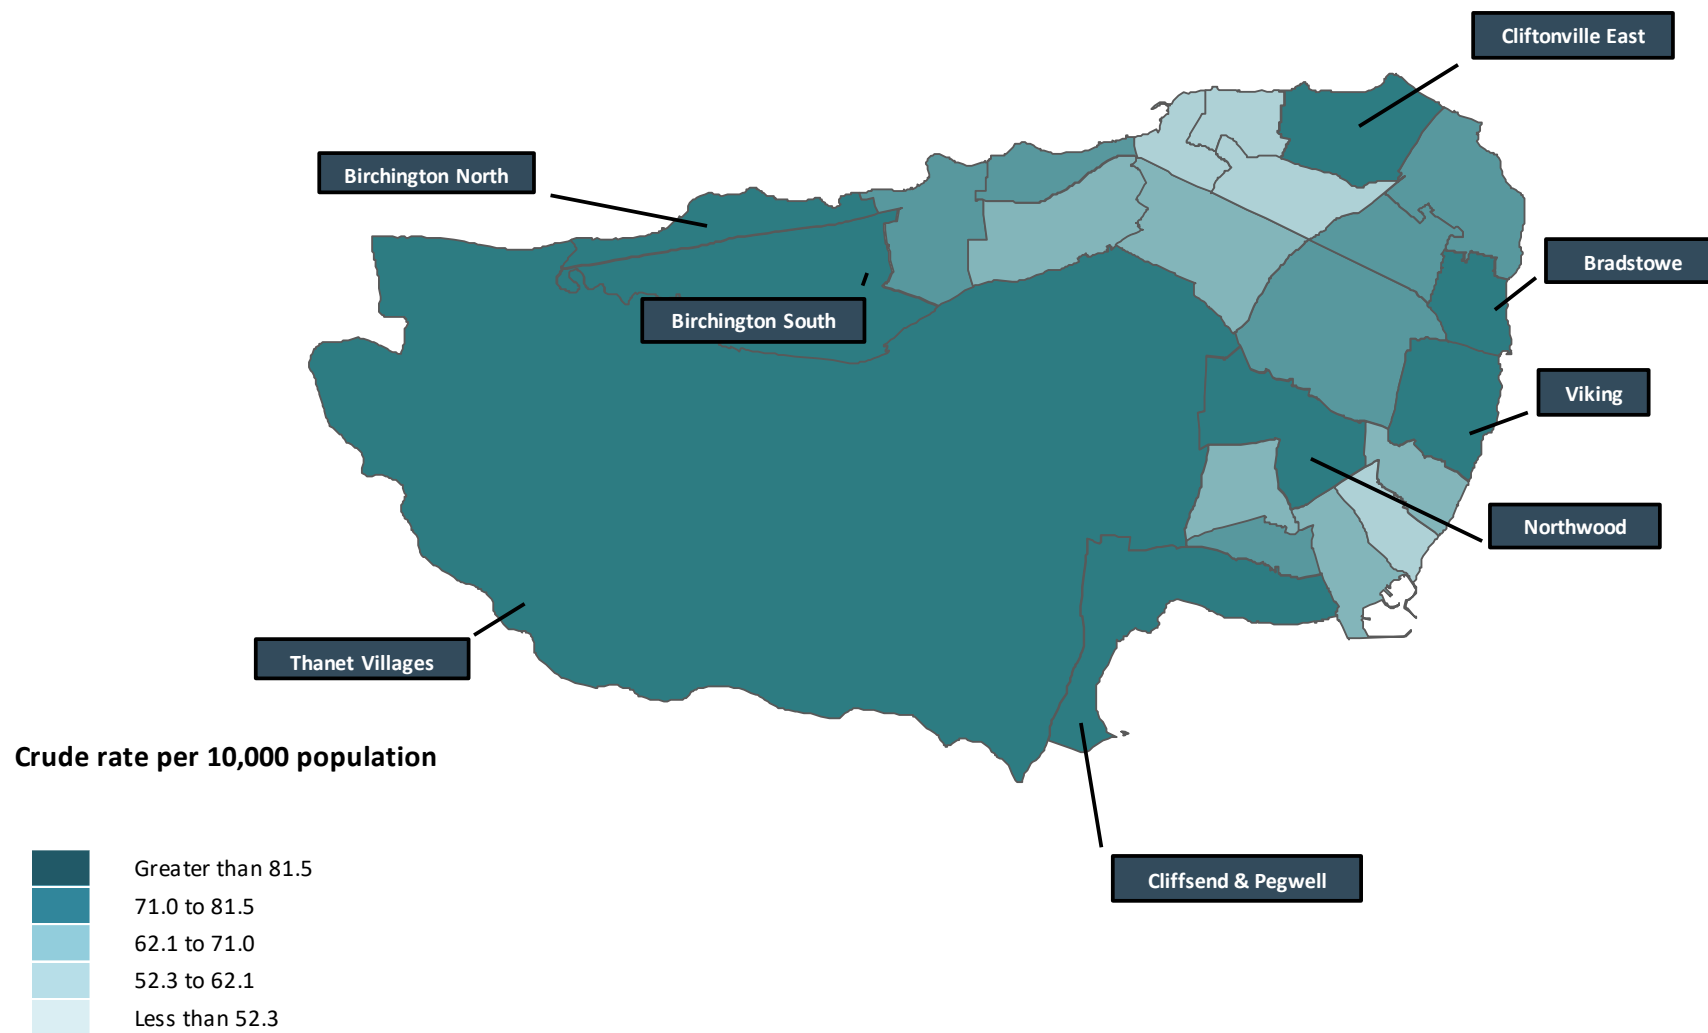 Cliftonville East
Birchington North
Bradstowe
Birchington South
Viking
Northwood
Thanet Villages
Crude rate per 10,000 population
Greater than 81.5
Cliffsend & Pegwell
71.0 to 81.5
62.1 to 71.0
52.3 to 62.1
Less than 52.3